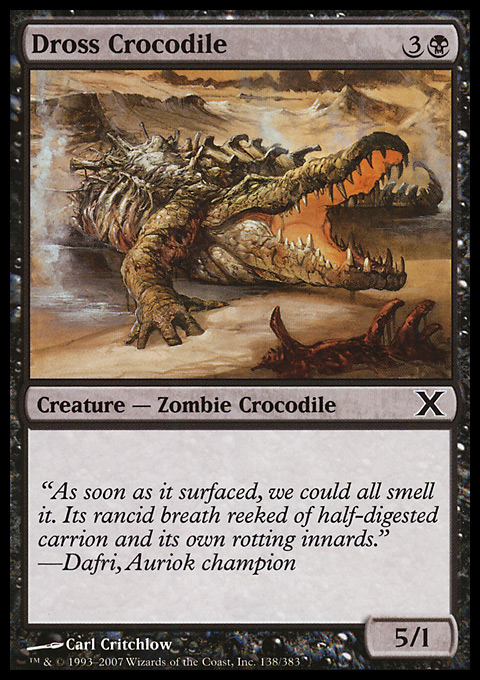 Dross Crocodile 3
Creature — Zombie Crocodile X
“As soon as it surfaced, we could all smell
it. Its rancid breath reeked of half-digested
carrion and its own rotting innards.”
—Dafri, Auriok champion
5/1
Carl Critchlow
™ & © 1993–2007 Wizards of the Coast, Inc. 138/383